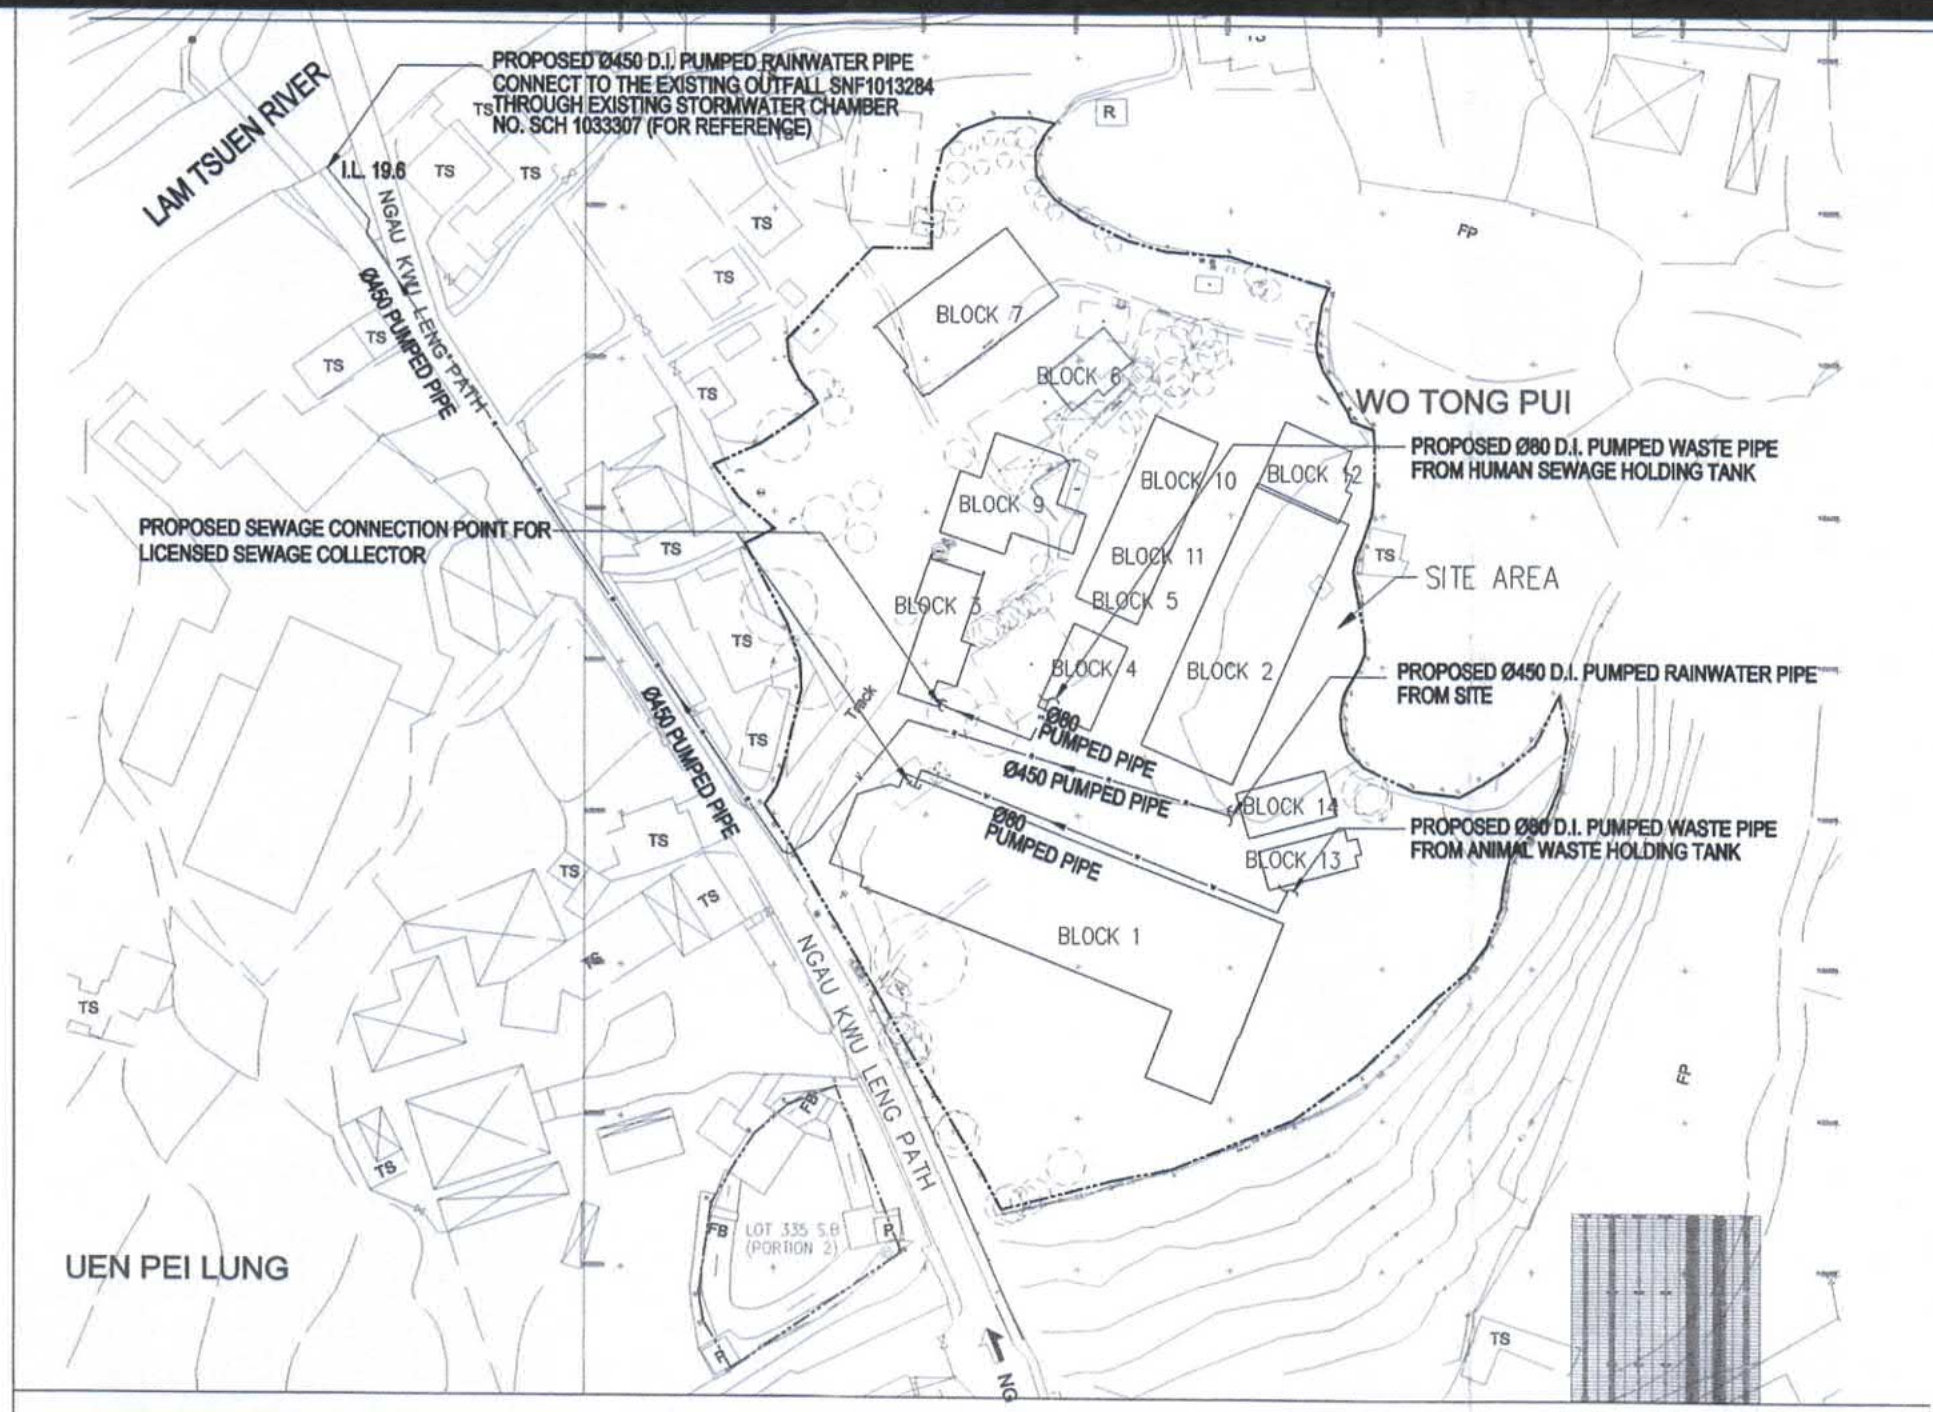 PROPOSED Ø450 D.I. PUMPED RAINWATER PIPE
CONNECT TO THE EXISTING OUTFALL SNF1013284
THROUGH EXISTING STORMWATER CHAMBER
NO. SCH 1033307 (FOR REFERENCE)
TS
R
LAM TSUEN RIVER
I.L. 19.6
TS
TS
TS
FP
NGAU KWU LENG PATH
Ø450 PUMPED PIPE
TS
BLOCK 7
TS
TS
BLOCK 6
TS
WO TONG PUI
PROPOSED Ø80 D.I. PUMPED WASTE PIPE
FROM HUMAN SEWAGE HOLDING TANK
BLOCK 10
BLOCK 12
BLOCK 9
PROPOSED SEWAGE CONNECTION POINT FOR
LICENSED SEWAGE COLLECTOR
TS
BLOCK 11
TS
SITE AREA
BLOCK 3
BLOCK 5
TS
BLOCK 4
BLOCK 2
PROPOSED Ø450 D.I. PUMPED RAINWATER PIPE
FROM SITE
Track
Ø450 PUMPED PIPE
TS
Ø80
PUMPED PIPE
Ø450 PUMPED PIPE
BLOCK 14
Ø80
PUMPED PIPE
PROPOSED Ø80 D.I. PUMPED WASTE PIPE
FROM ANIMAL WASTE HOLDING TANK
TS
BLOCK 13
TS
TS
BLOCK 1
TS
TS
NGAU KWU LENG PATH
FP
FB
TS
FB
LOT 335 S.B
(PORTION 2)
R
UEN PEI LUNG
R
TS
NG